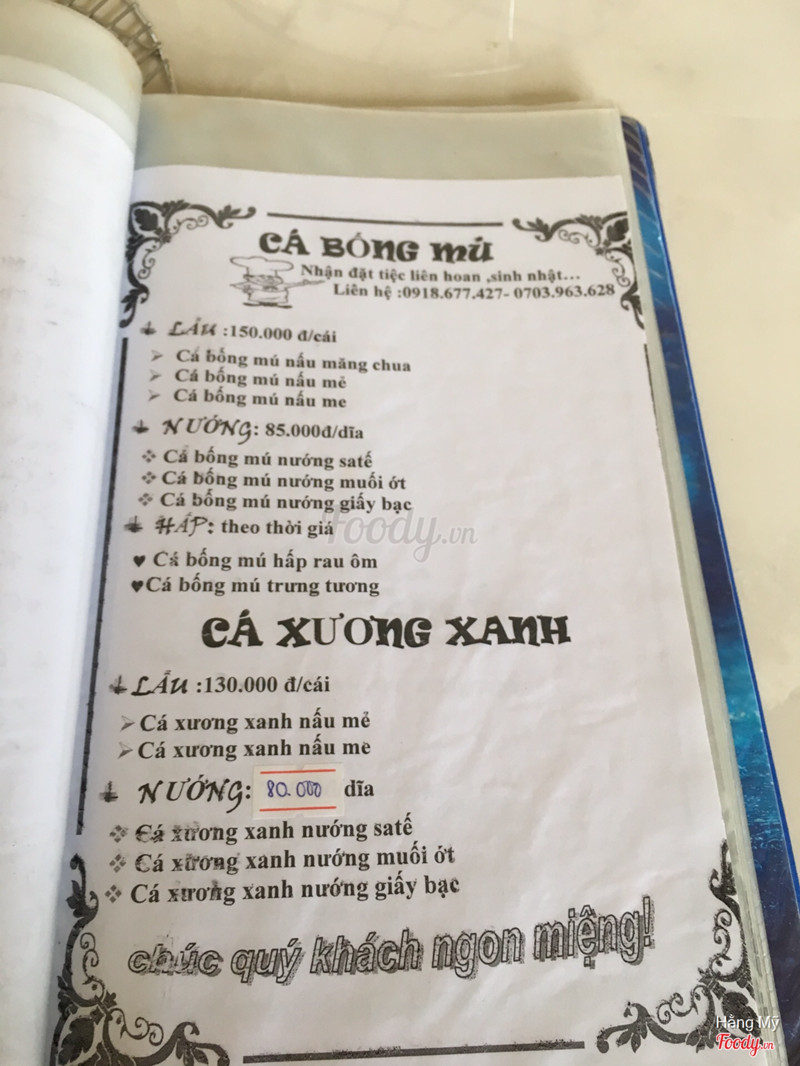 CÁ BÓNG MÚ
Nhận đặt tiệc liên hoan ,sinh nhật...
Liên hệ :0918.677.427- 0703.963.628
LẨU :150.000 đ/cái
Cá bống mú nấu măng chua
Cá bống mú nấu mẻ
Cá bống mú nấu me
NƯỚNG: 85.000đ/dĩa
Cá bống mú nướng satế
Cá bống mú nướng muối ớt
Cá bống mú nướng giấy bạc
HẤP: theo thời giá
Cá bống mú hấp rau ôm
Cá bống mú trưng tương
Foody.vn
CÁ XƯƠNG XANH
LẨU :130.000 đ/cái
Cá xương xanh nấu mẻ
Cá xương xanh nấu me
NƯỚNG: 80.000 dĩa
Cá xương xanh nướng satế
Cá xương xanh nướng muối ớt
Cá xương xanh nướng giấy bạc
chúc quý khách ngon miệng!
Hằng Mỹ
Foody.vn